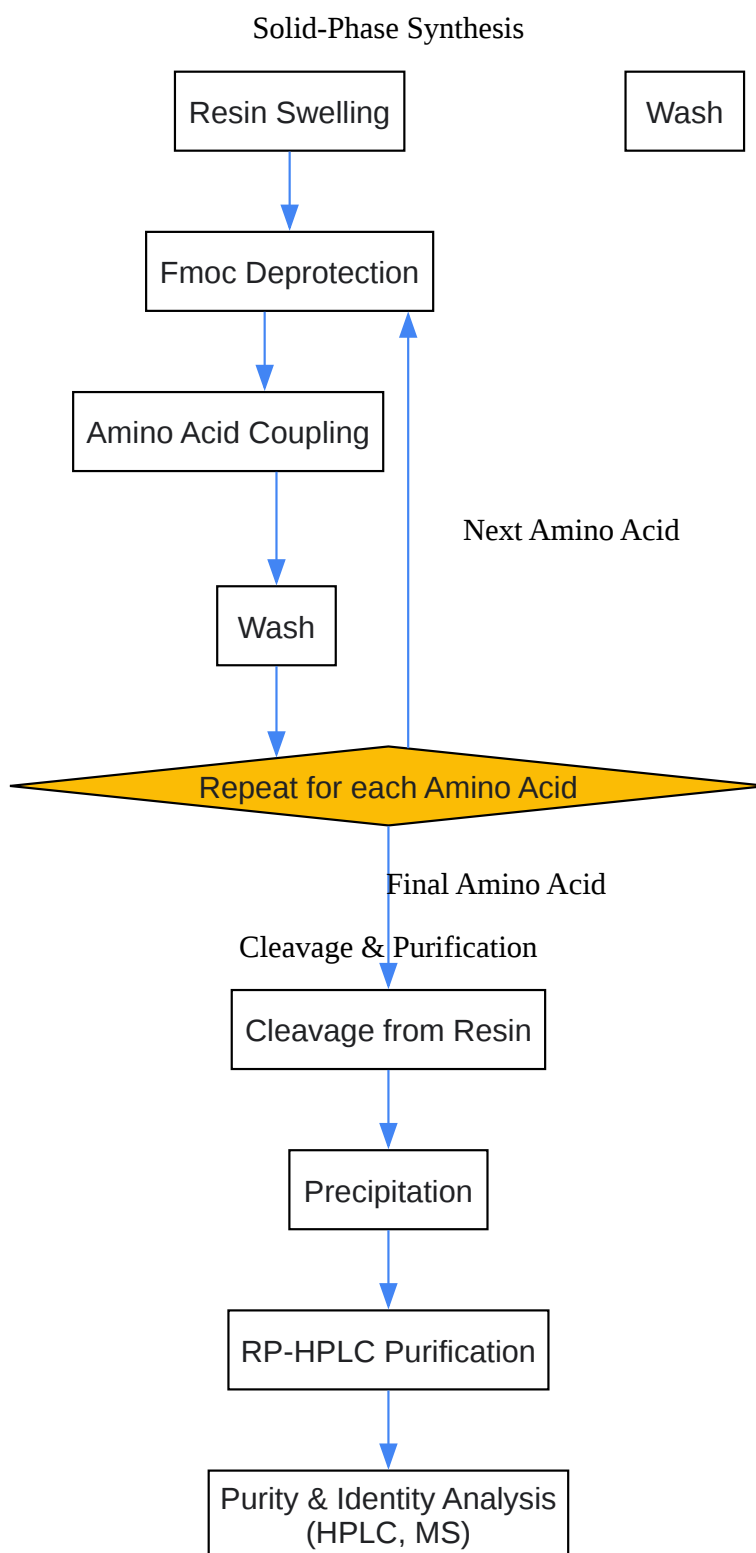 Solid-Phase Synthesis
Resin Swelling
Wash
Fmoc Deprotection
Amino Acid Coupling
Next Amino Acid
Wash
Repeat for each Amino Acid
Final Amino Acid
Cleavage & Purification
Cleavage from Resin
Precipitation
RP-HPLC Purification
Purity & Identity Analysis
(HPLC, MS)